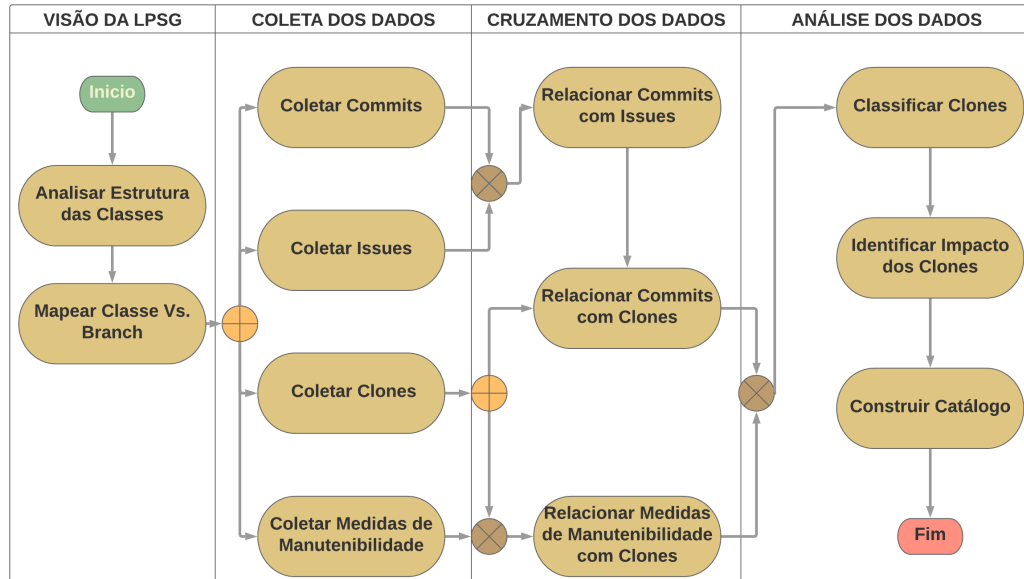 VISÃO DA LPSG
COLETA DOS DADOS
CRUZAMENTO DOS DADOS
ANÁLISE DOS DADOS
Inicio
Analisar Estrutura
das Classes
Mapear Classe Vs.
Branch
Coletar Commits
Coletar Issues
Coletar Clones
Coletar Medidas de
Manutenibilidade
Relacionar Commits
com Issues
Relacionar Commits
com Clones
Relacionar Medidas
de Manutenibilidade
com Clones
Classificar Clones
Identificar Impacto
dos Clones
Construir Catálogo
Fim